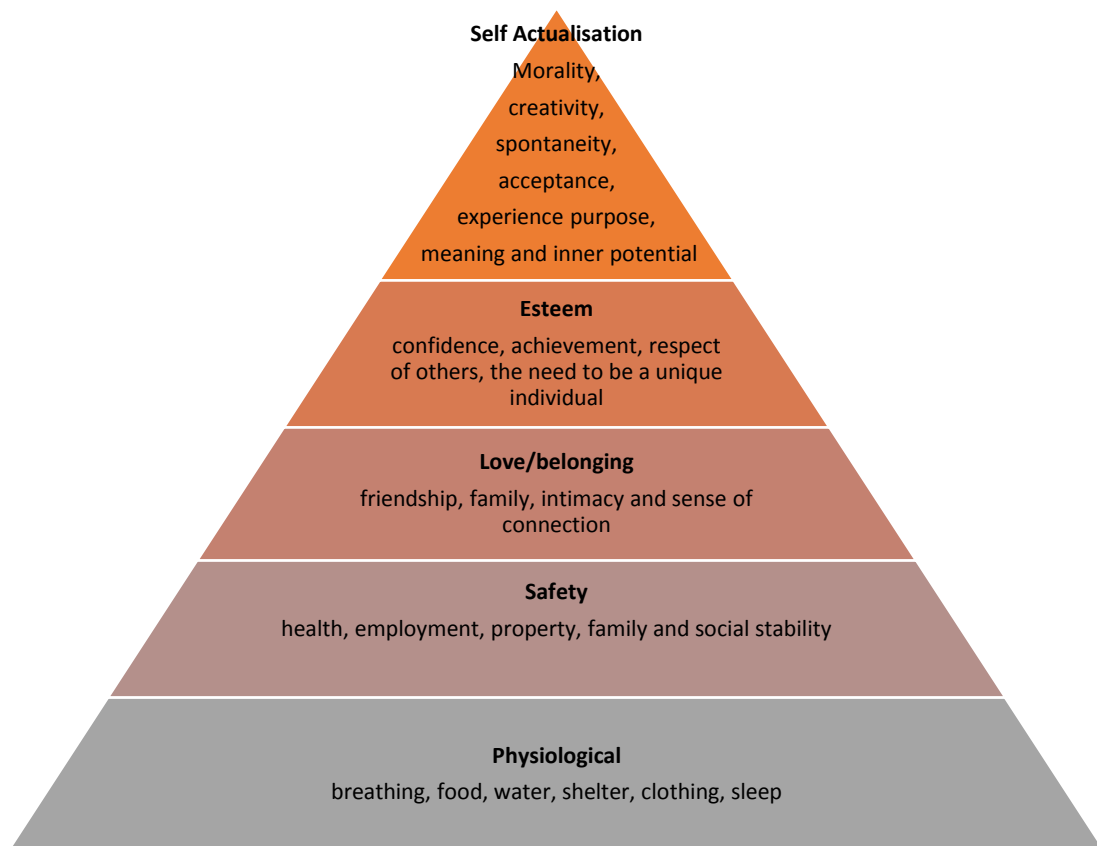 Self Actualisation
Morality,
creativity,
spontaneity,
acceptance,
experience purpose,
meaning and inner potential
Esteem
confidence, achievement, respect
of others, the need to be a unique
individual
Love/belonging
friendship, family, intimacy and sense of
connection
Safety
health, employment, property, family and social stability
Physiological
breathing, food, water, shelter, clothing, sleep